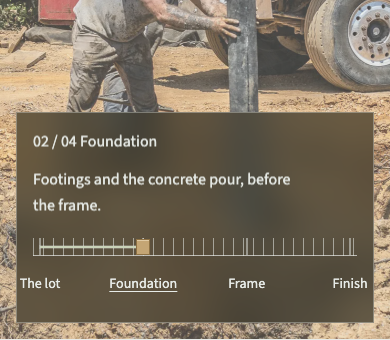 02 / 04 Foundation
Footings and the concrete pour, before
the frame.
The lot
Foundation
Frame
Finish